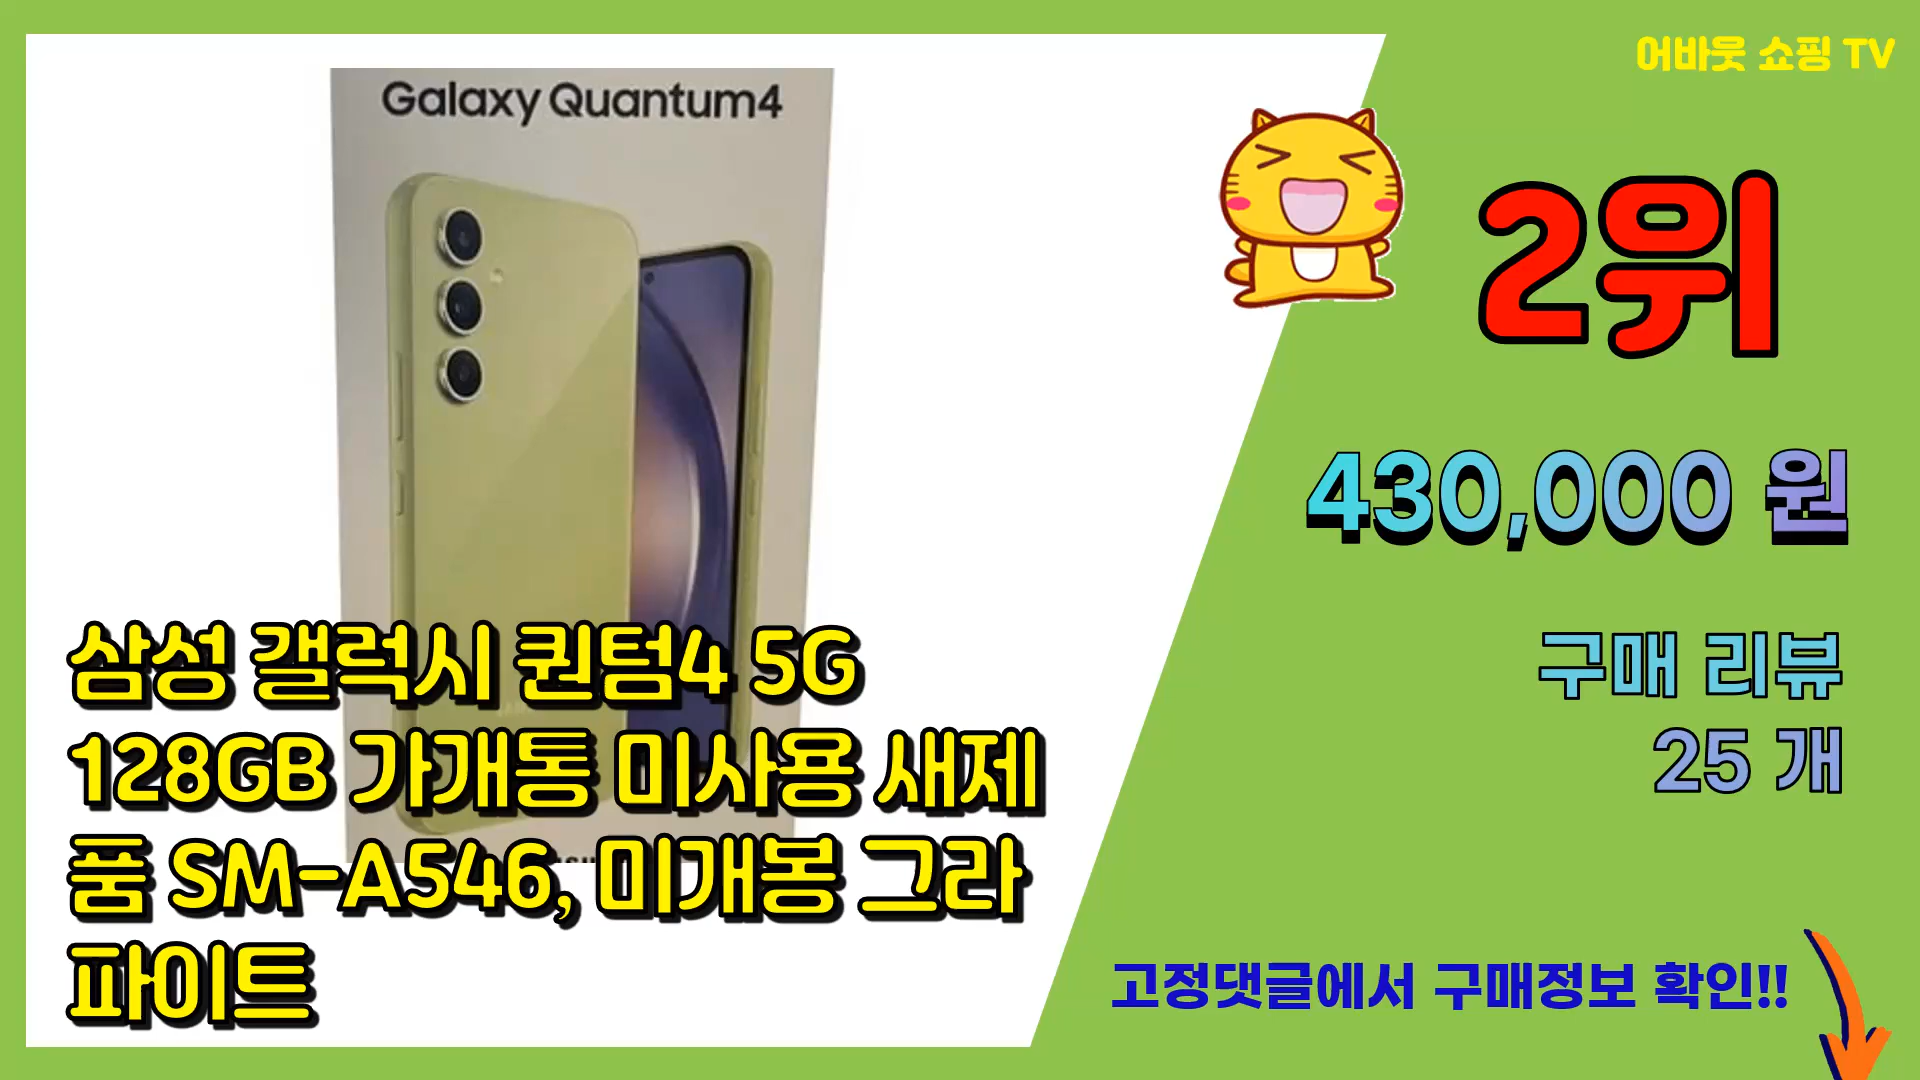 어바웃 쇼핑 TV
Galaxy Quantum4
2위
430,000 원
구매 리뷰
25 개
삼성 갤럭시 퀀텀4 5G
128GB 가개통 미사용 새제
품 SM-A546, 미개봉 그라
파이트
고정댓글에서 구매정보 확인!!